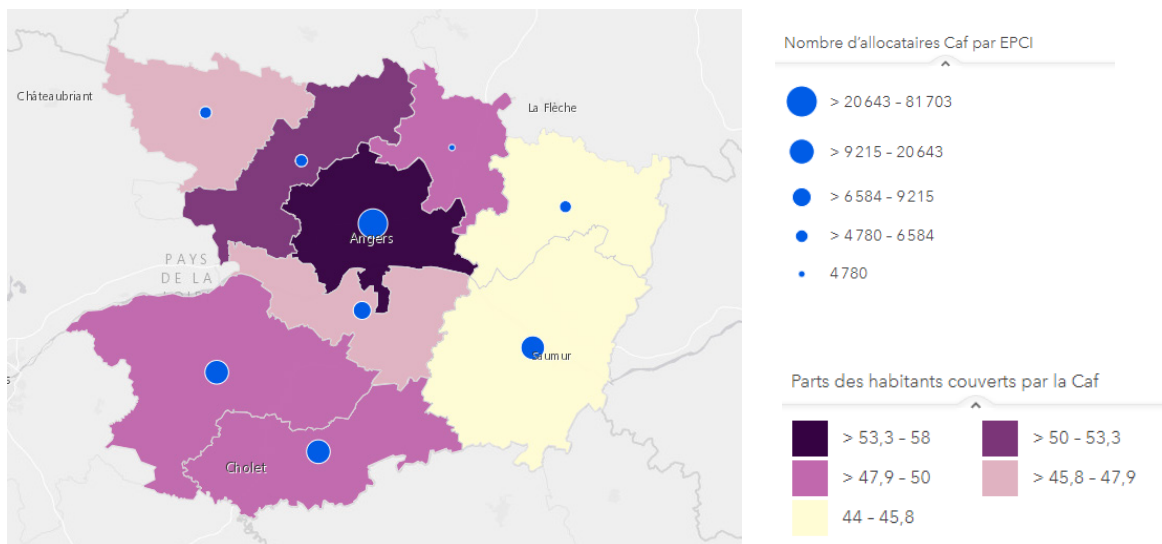 Châteaubriant
La Flèche
Angers
PAYS
DE LA
Saumur
Cholet
s
Nombre d'allocataires Caf par EPCI
> 20 643 – 81 703
> 9 215 – 20 643
> 6 584 – 9 215
> 4 780 – 6 584
4 780
Parts des habitants couverts par la Caf
> 53,3 – 58
> 50 – 53,3
> 47,9 – 50
> 45,8 – 47,9
44 – 45,8